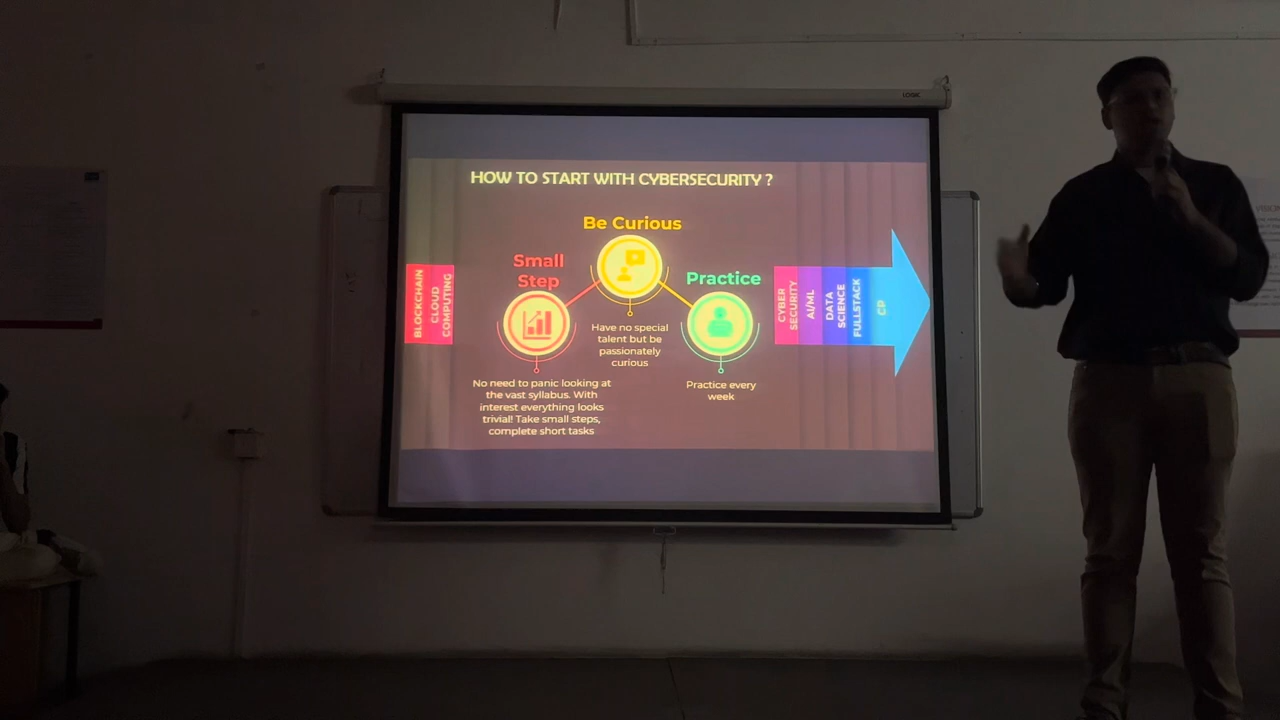 LOGIC
HOW TO START WITH CYBERSECURITY ?
Be Curious
Small
Step
Practice
BLOCKCHAIN
CLOUD
COMPUTING
Have no special
talent but be
passionately
curious
No need to panic looking at
the vast syllabus. With
interest everything looks
trivial! Take small steps,
complete short tasks
Practice every
week
CYBER
SECURITY
AI/ML
DATA
SCIENCE
FULLSTACK
CP